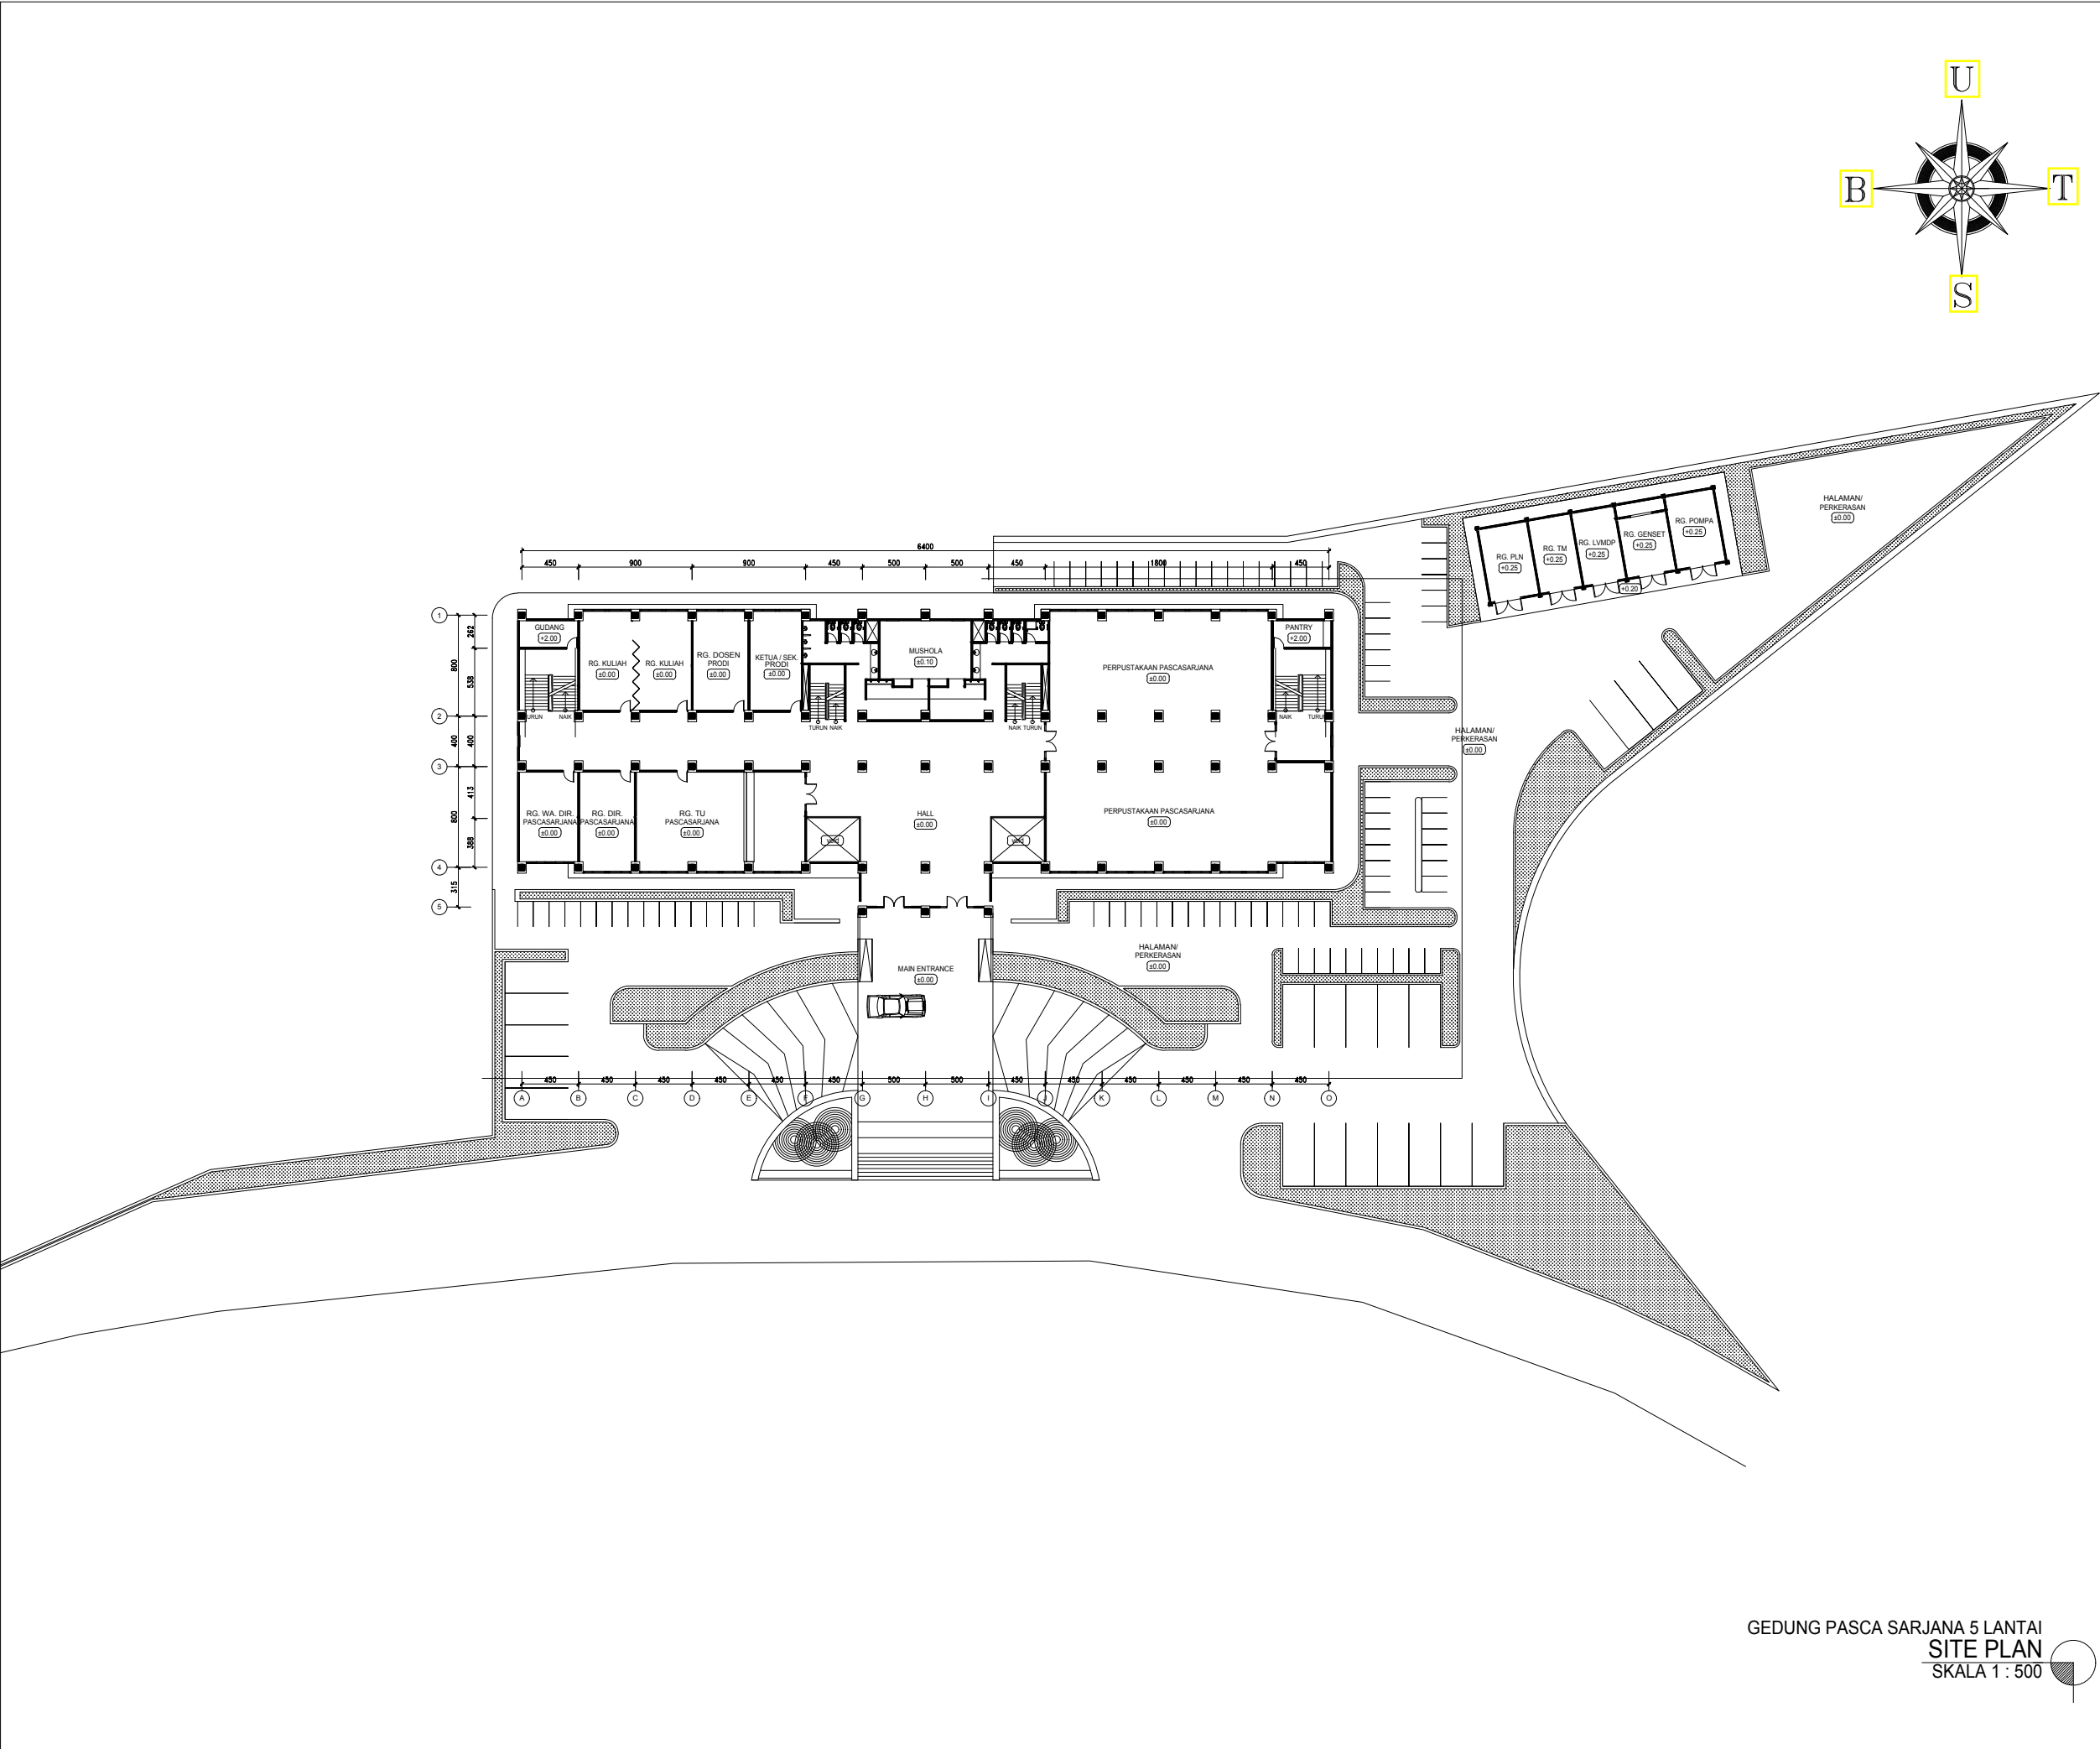 U
B
T
S
HALAMAN/
PERKERASAN
±0.00
RG. PLN
+0.25
RG. TM
+0.25
RG. LVMDP
+0.25
RG. GENSET
+0.25
RG. POMPA
+0.25
+0.20
6400
450 900 900 450 500 500 450 1800 450
1
2
3
4
5
262
800
538
400
400
413
800
388
315
GUDANG
+2.00
RG. KULIAH
±0.00
RG. KULIAH
±0.00
RG. DOSEN
PRODI
±0.00
KETUA / SEK.
PRODI
±0.00
MUSHOLA
±0.10
PERPUSTAKAAN PASCASARJANA
±0.00
PANTRY
+2.00
TURUN NAIK
TURUN NAIK
NAIK TURUN
NAIK TURUN
HALAMAN/
PERKERASAN
±0.00
RG. WA. DIR.
PASCASARJANA
±0.00
RG. DIR.
PASCASARJANA
±0.00
RG. TU
PASCASARJANA
±0.00
void
HALL
±0.00
void
PERPUSTAKAAN PASCASARJANA
±0.00
HALAMAN/
PERKERASAN
±0.00
MAIN ENTRANCE
±0.00
450 450 450 450 450 450 500 500 450 450 450 450 450 450
A B C D E F G H I J K L M N O
GEDUNG PASCA SARJANA 5 LANTAI
SITE PLAN
SKALA 1 : 500